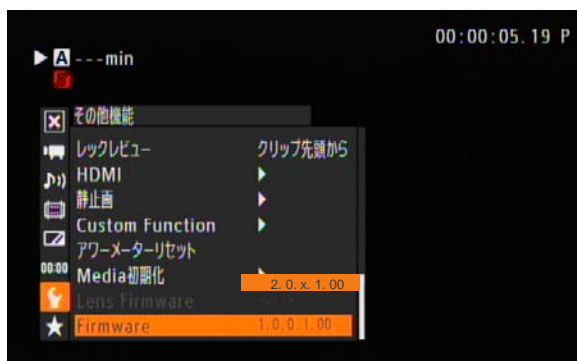 00:00:05.19 P
A ---min
その他機能
レックレビュー クリップ先頭から
HDMI
静止画
Custom Function
アワーメーターリセット
00:00 Media初期化
2. 0. x. 1. 00
Lens Firmware -.-.-.-
Firmware 1.0.0.1.00